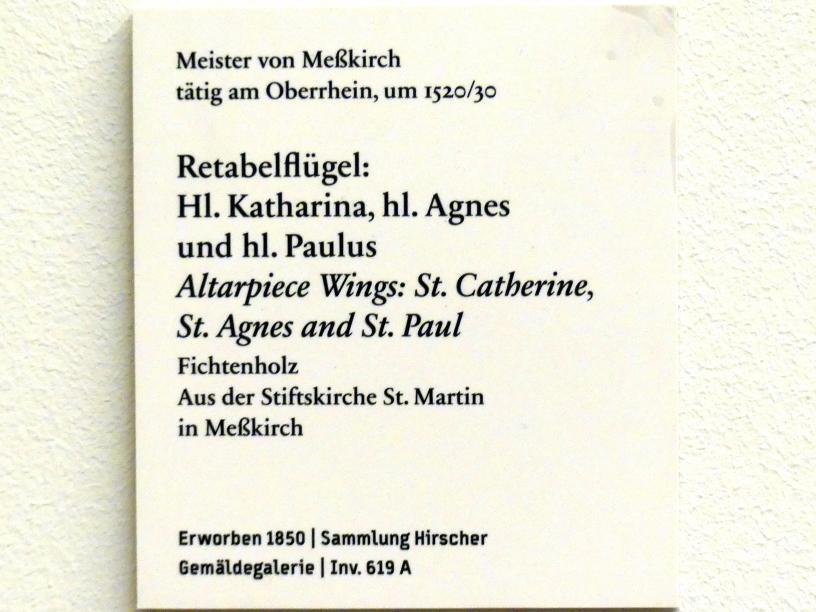 Meister von Meßkirch
tätig am Oberrhein, um 1520/30
Retabelflügel:
Hl. Katharina, hl. Agnes
und hl. Paulus
Altarpiece Wings: St. Catherine,
St. Agnes and St. Paul
Fichtenholz
Aus der Stiftskirche St. Martin
in Meßkirch
Erworben 1850 | Sammlung Hirscher
Gemäldegalerie | Inv. 619 A